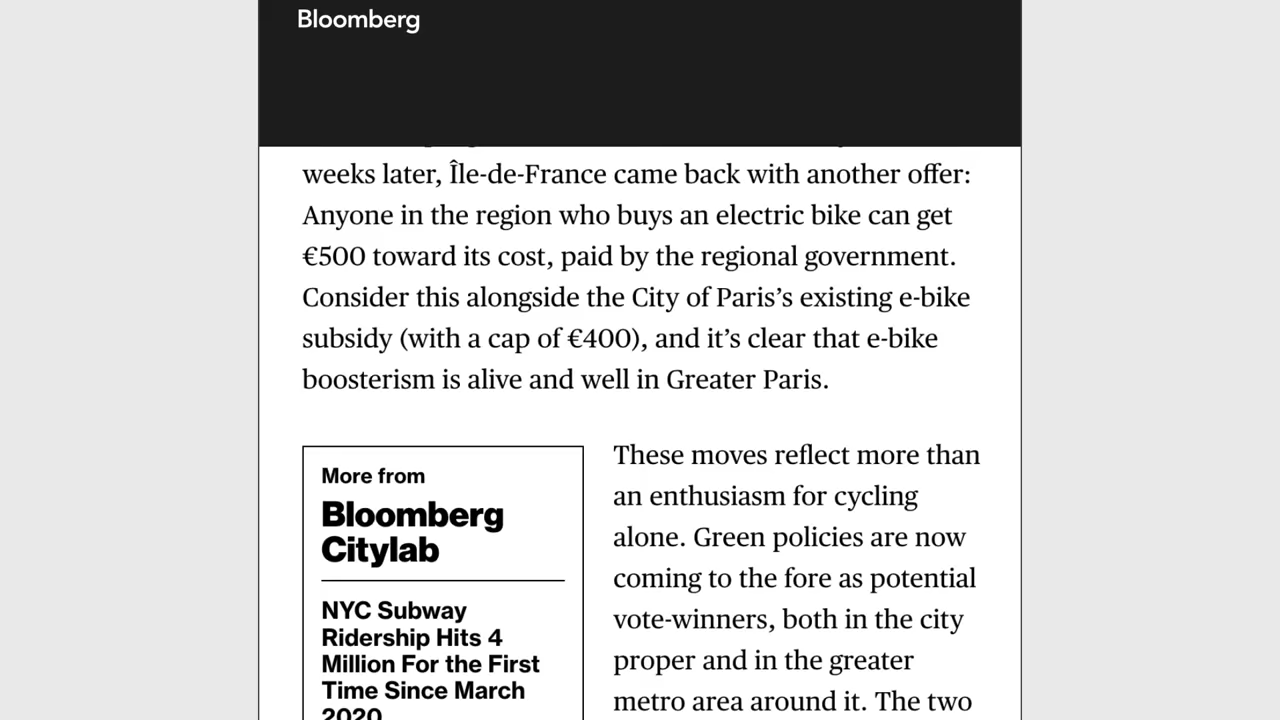 Bloomberg
weeks later, Île-de-France came back with another offer:
Anyone in the region who buys an electric bike can get
€500 toward its cost, paid by the regional government.
Consider this alongside the City of Paris’s existing e-bike
subsidy (with a cap of €400), and it’s clear that e-bike
boosterism is alive and well in Greater Paris.
More from
Bloomberg
Citylab
NYC Subway
Ridership Hits 4
Million For the First
Time Since March
2020
These moves reflect more than
an enthusiasm for cycling
alone. Green policies are now
coming to the fore as potential
vote-winners, both in the city
proper and in the greater
metro area around it. The two